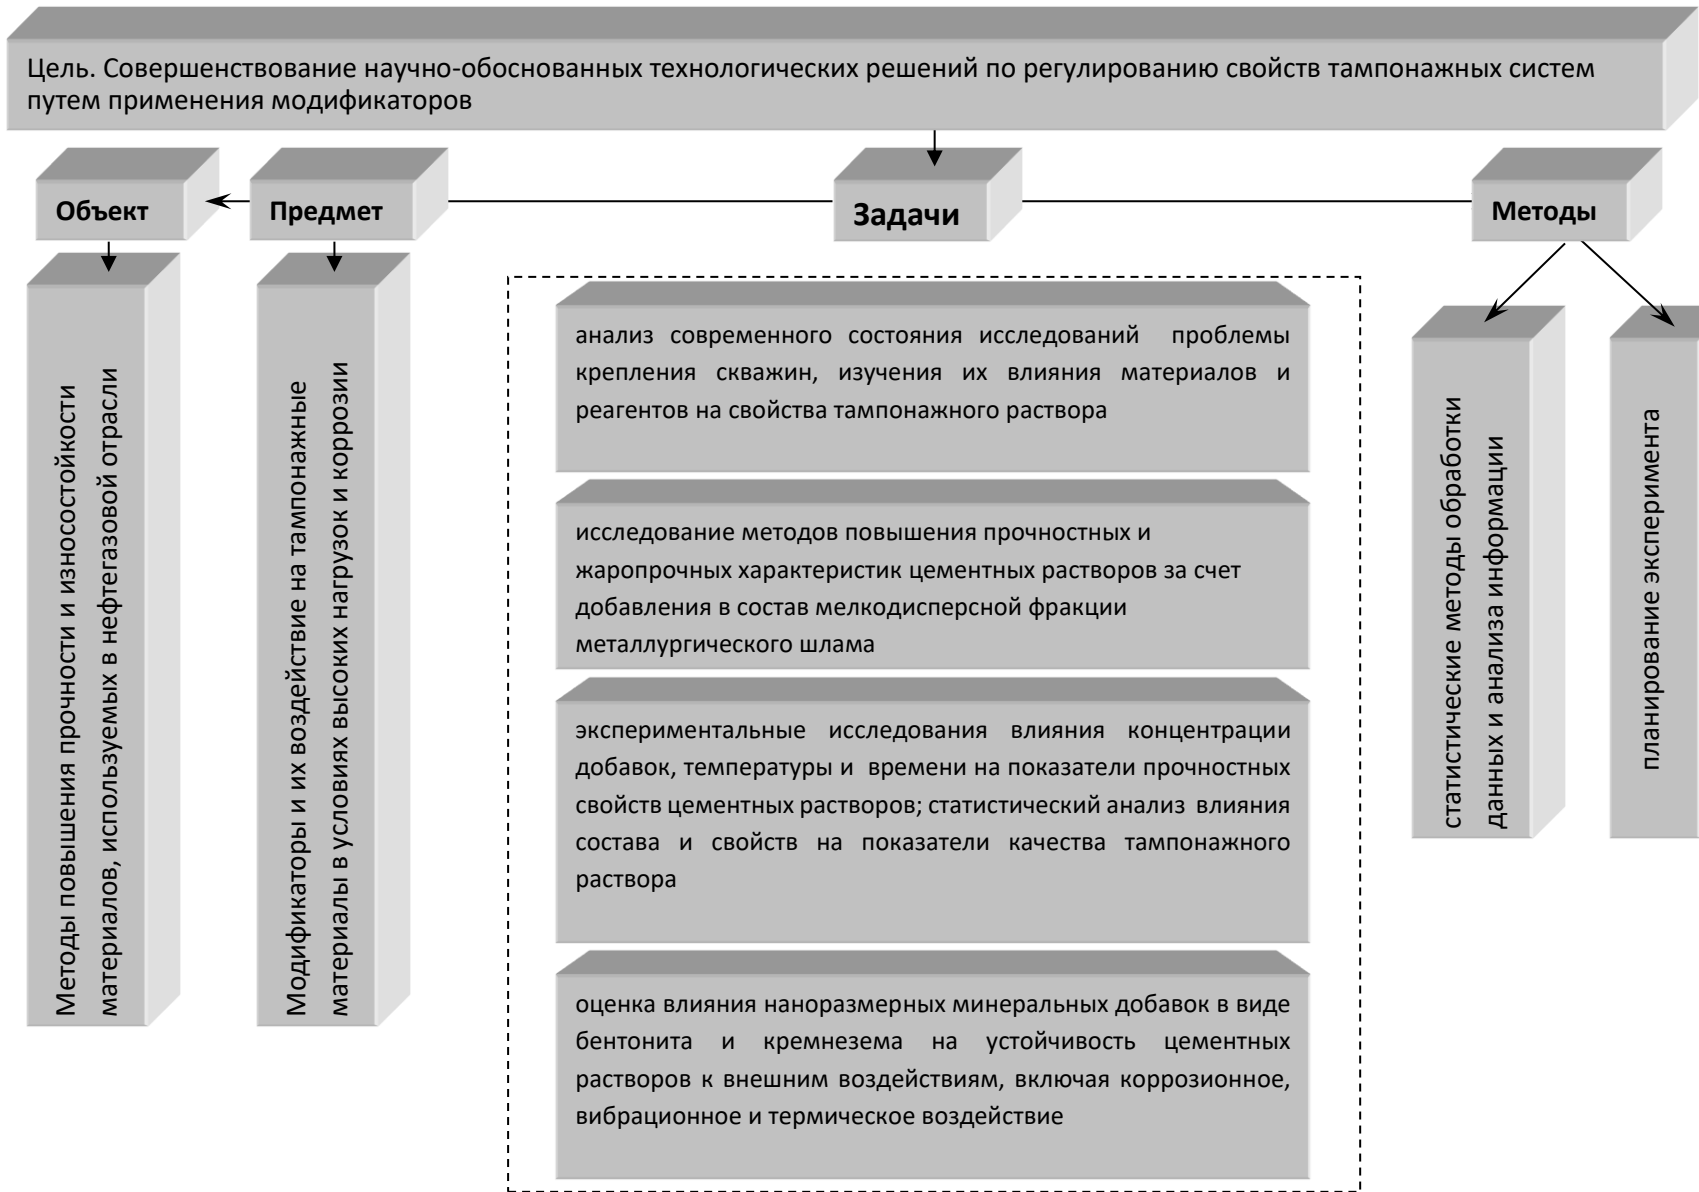 Цель. Совершенствование научно-обоснованных технологических решений по регулированию свойств тампонажных систем
путем применения модификаторов
Объект
Предмет
Задачи
Методы
Методы повышения прочности и износостойкости
материалов, используемых в нефтегазовой отрасли
Модификаторы и их воздействие на тампонажные
материалы в условиях высоких нагрузок и коррозии
анализ современного состояния исследований проблемы
крепления скважин, изучения их влияния материалов и
реагентов на свойства тампонажного раствора
исследование методов повышения прочностных и
жаропрочных характеристик цементных растворов за счет
добавления в состав мелкодисперсной фракции
металлургического шлама
экспериментальные исследования влияния концентрации
добавок, температуры и времени на показатели прочностных
свойств цементных растворов; статистический анализ влияния
состава и свойств на показатели качества тампонажного
раствора
оценка влияния наноразмерных минеральных добавок в виде
бентонита и кремнезема на устойчивость цементных
растворов к внешним воздействиям, включая коррозионное,
вибрационное и термическое воздействие
статистические методы обработки
данных и анализа информации
планирование эксперимента